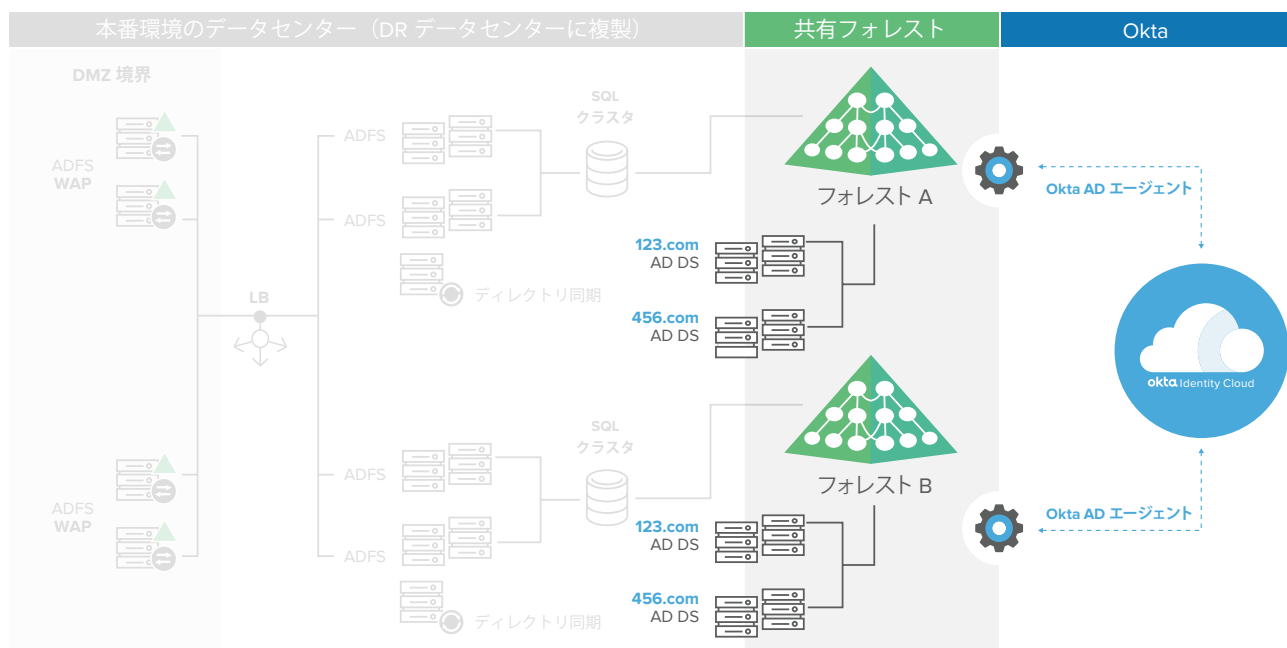 本番環境のデータセンター（DR データセンターに複製）
共有フォレスト
Okta
DMZ 境界
ADFS
WAP
LB
ADFS
ADFS
ディレクトリ同期
SQL
クラスタ
フォレスト A
123.com
AD DS
456.com
AD DS
Okta AD エージェント
okta Identity Cloud
ADFS
WAP
ADFS
ADFS
ディレクトリ同期
SQL
クラスタ
フォレスト B
123.com
AD DS
456.com
AD DS
Okta AD エージェント